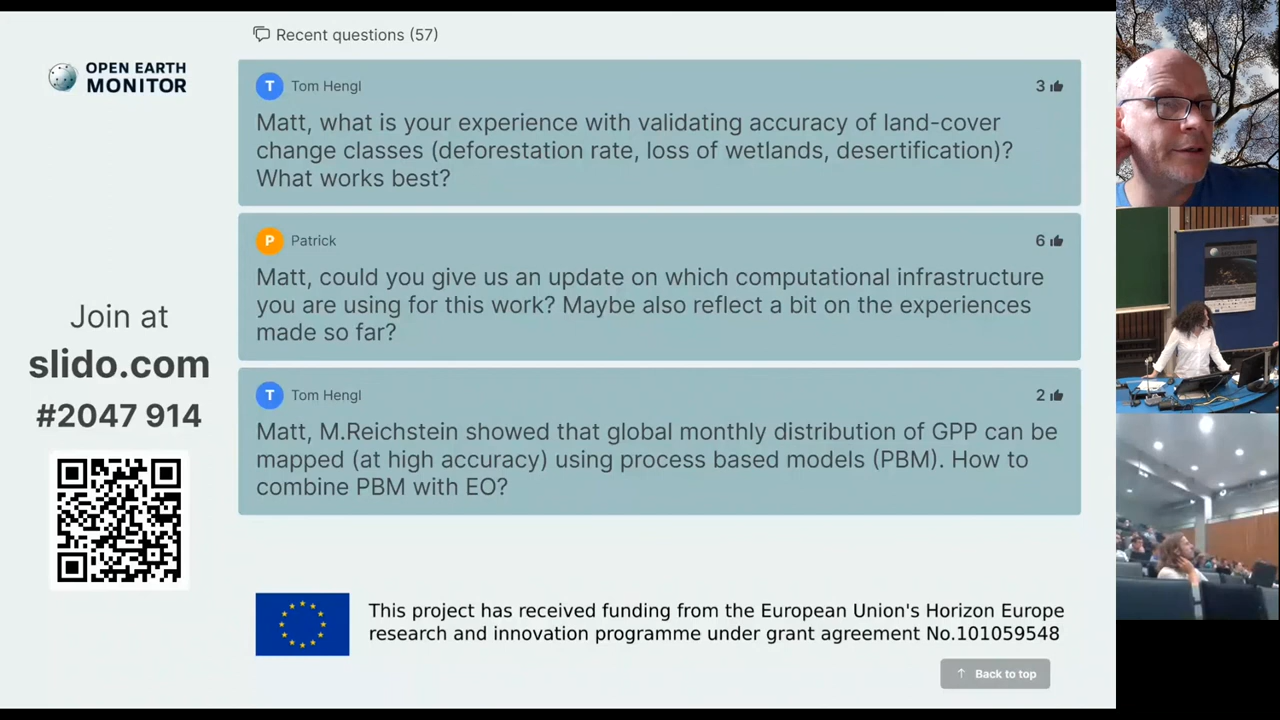 Recent questions (57)
OPEN EARTH
MONITOR
T Tom Hengl 3
Matt, what is your experience with validating accuracy of land-cover
change classes (deforestation rate, loss of wetlands, desertification)?
What works best?
P Patrick 6
Matt, could you give us an update on which computational infrastructure
you are using for this work? Maybe also reflect a bit on the experiences
made so far?
Join at
slido.com
#2047 914
T Tom Hengl 2
Matt, M.Reichstein showed that global monthly distribution of GPP can be
mapped (at high accuracy) using process based models (PBM). How to
combine PBM with EO?
This project has received funding from the European Union's Horizon Europe
research and innovation programme under grant agreement No.101059548
↑ Back to top